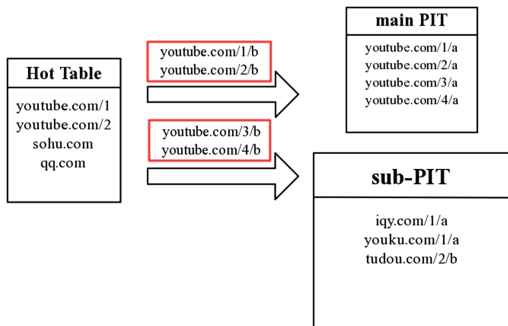 Hot Table
youtube.com/1
youtube.com/2
sohu.com
qq.com
youtube.com/1/b
youtube.com/2/b
youtube.com/3/b
youtube.com/4/b
main PIT
youtube.com/1/a
youtube.com/2/a
youtube.com/3/a
youtube.com/4/a
sub-PIT
iqy.com/1/a
youku.com/1/a
tudou.com/2/b